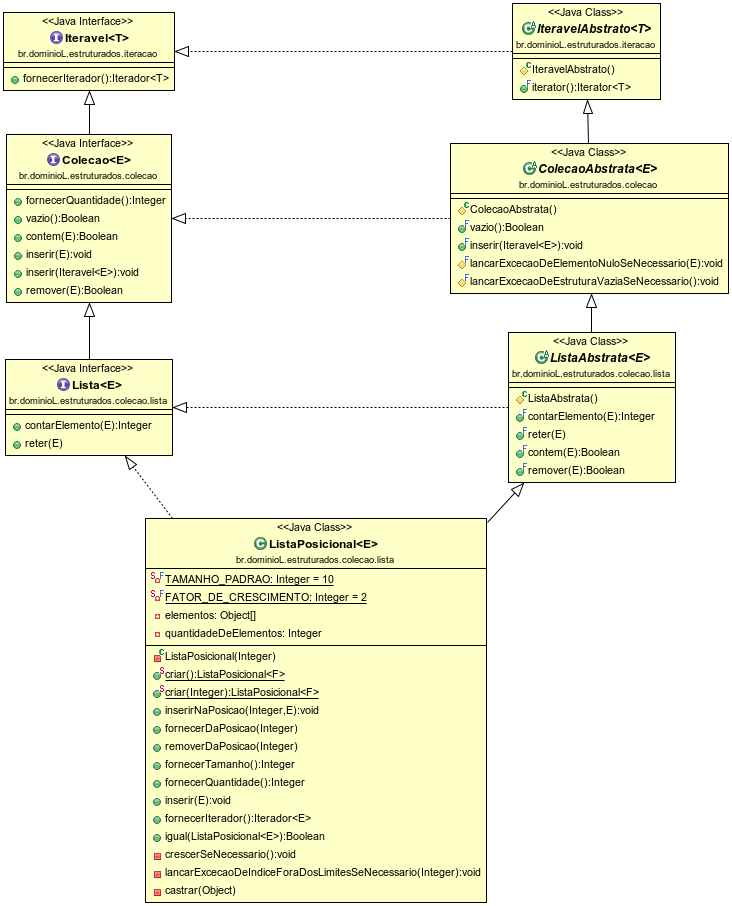 <<Java Interface>>
Iteravel<T>
br.dominioL.estruturados.iteracao
fornecerIterador():Iterador<T>
<<Java Class>>
IteravelAbstrato<T>
br.dominioL.estruturados.iteracao
IteravelAbstrato()
iterator():Iterator<T>
<<Java Interface>>
Colecao<E>
br.dominioL.estruturados.colecao
fornecerQuantidade():Integer
vazio():Boolean
contem(E):Boolean
inserir(E):void
inserir(Iteravel<E>):void
remover(E):Boolean
<<Java Class>>
ColecaoAbstrata<E>
br.dominioL.estruturados.colecao
ColecaoAbstrata()
vazio():Boolean
inserir(Iteravel<E>):void
lancarExcecaoDeElementoNuloSeNecessario(E):void
lancarExcecaoDeEstruturaVaziaSeNecessario():void
<<Java Interface>>
Lista<E>
br.dominioL.estruturados.colecao.lista
contarElemento(E):Integer
reter(E)
<<Java Class>>
ListaAbstrata<E>
br.dominioL.estruturados.colecao.lista
ListaAbstrata()
contarElemento(E):Integer
reter(E)
contem(E):Boolean
remover(E):Boolean
<<Java Class>>
ListaPosicional<E>
br.dominioL.estruturados.colecao.lista
TAMANHO_PADRAO: Integer = 10
FATOR_DE_CRESCIMENTO: Integer = 2
elementos: Object[]
quantidadeDeElementos: Integer
ListaPosicional(Integer)
criar():ListaPosicional<F>
criar(Integer):ListaPosicional<F>
inserirNaPosicao(Integer,E):void
fornecerDaPosicao(Integer)
removerDaPosicao(Integer)
fornecerTamanho():Integer
fornecerQuantidade():Integer
inserir(E):void
fornecerIterador():Iterador<E>
igual(ListaPosicional<E>):Boolean
crescerSeNecessario():void
lancarExcecaoDeIndiceForaDosLimitesSeNecessario(Integer):void
castrar(Object)